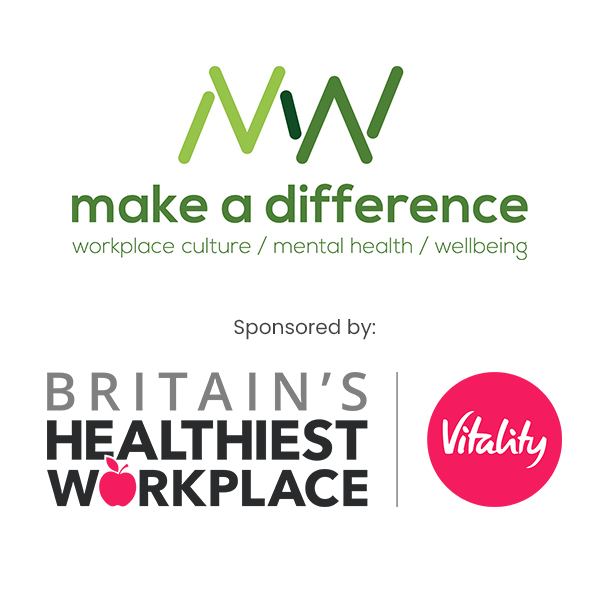 make a difference
workplace culture / mental health / wellbeing
Sponsored by:
BRITAIN'S
HEALTHIEST
WORKPLACE
Vitality